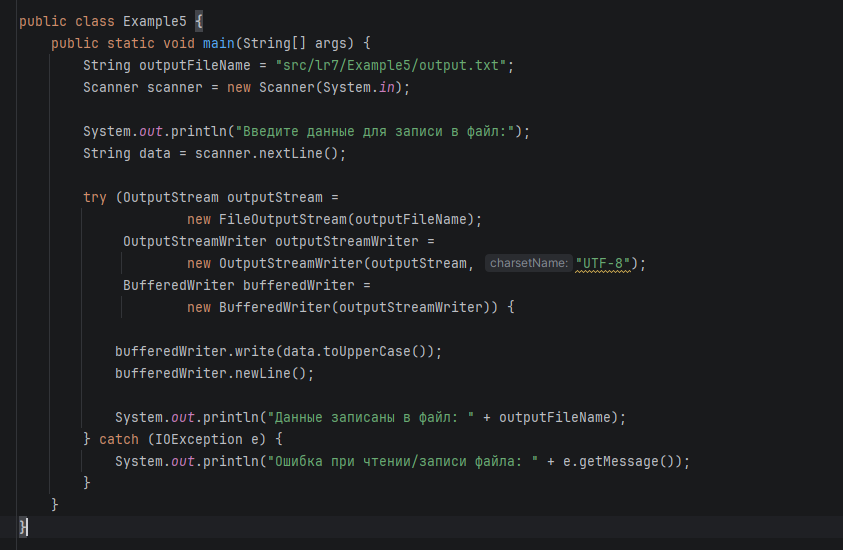 public class Example5 {
    public static void main(String[] args) {
        String outputFileName = "src/lr7/Example5/output.txt";
        Scanner scanner = new Scanner(System.in);
        System.out.println("Введите данные для записи в файл:");
        String data = scanner.nextLine();
        try (OutputStream outputStream =
                     new FileOutputStream(outputFileName);
             OutputStreamWriter outputStreamWriter =
                     new OutputStreamWriter(outputStream, charsetName: "UTF-8");
             BufferedWriter bufferedWriter =
                     new BufferedWriter(outputStreamWriter)) {
            bufferedWriter.write(data.toUpperCase());
            bufferedWriter.newLine();
            System.out.println("Данные записаны в файл: " + outputFileName);
        } catch (IOException e) {
            System.out.println("Ошибка при чтении/записи файла: " + e.getMessage());
        }
    }
}